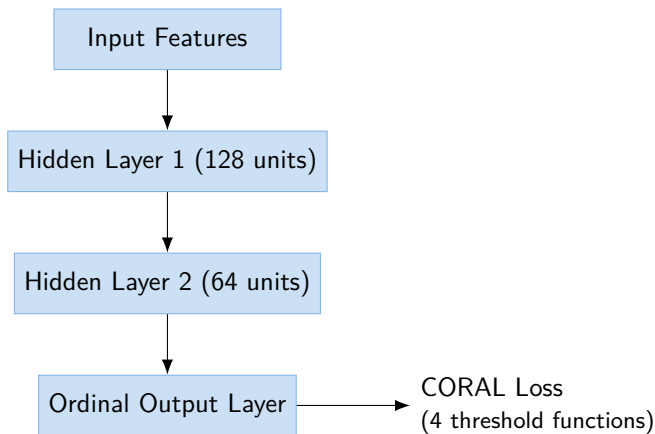 Input Features
Hidden Layer 1 (128 units)
Hidden Layer 2 (64 units)
Ordinal Output Layer
CORAL Loss
(4 threshold functions)